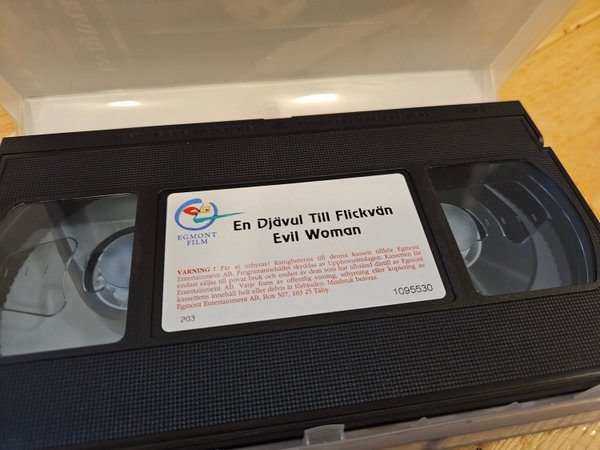 En Djävul Till Flickvän
Evil Woman
EGMONT
FILM
VARNING ! Får ej uthyras! Rättigheterna till denna kassett tillhör Egmont
Entertainment AB. Programinnehållet skyddas av Upphovsrättslagen. Kassetten får
endast säljas till privat bruk och endast av dem som har tillstånd därtill av Egmont
Entertainment AB. Varje form av offentlig visning, uthyrning eller kopiering av
kassettens innehåll helt eller delvis är förbjuden. Missbruk beivras.
Egmont Entertainment AB, Box 507, 183 25 Täby.
203
1095530